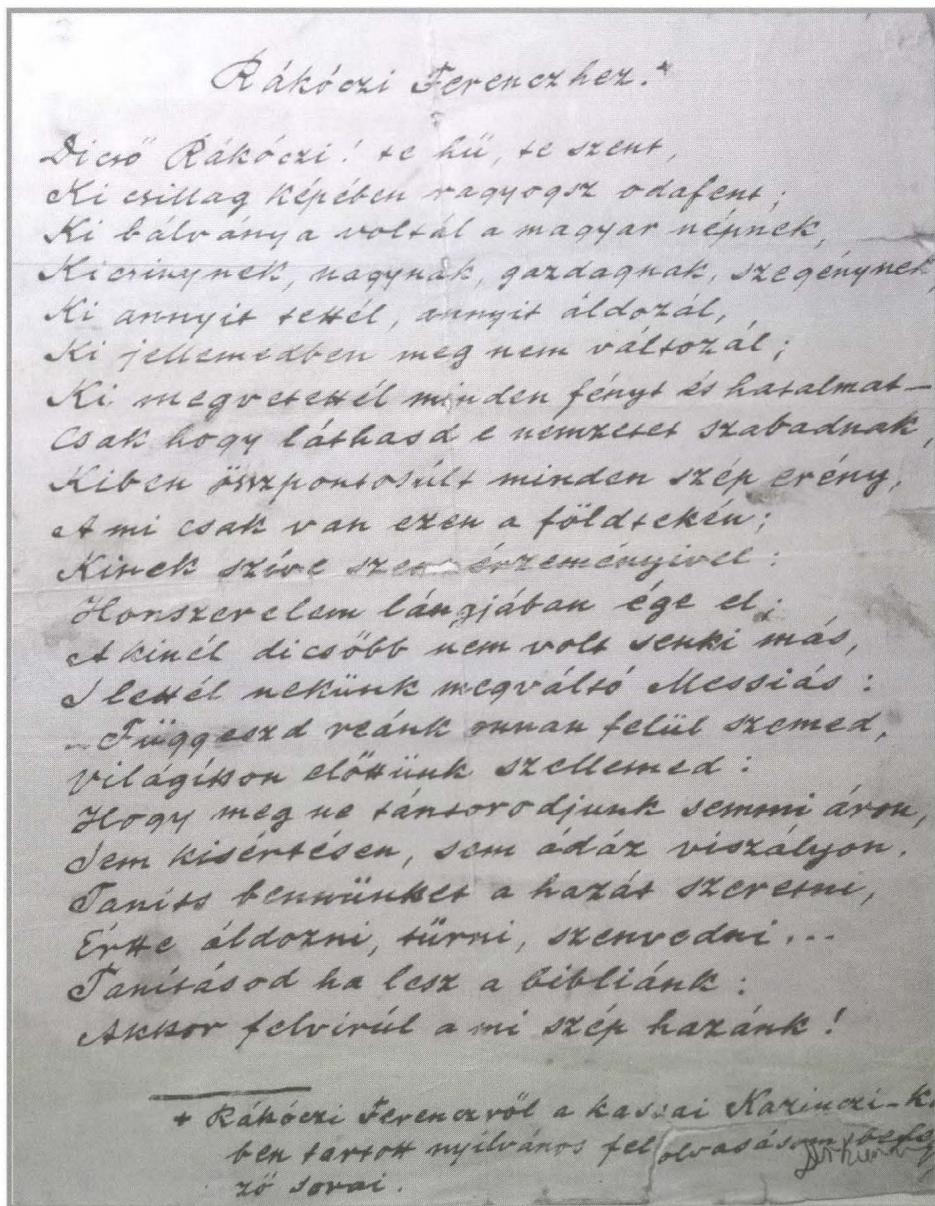 Rákóczi Ferenczhez.*
Dicső Rákóczi! te hű, te szent,
Ki csillag képében ragyogsz odafent;
Ki bálványa voltál a magyar népnek,
Kicsinynek, nagynak, gazdagnak, szegénynek,
Ki annyit tettél, annyit áldozál,
Ki jellemedben meg nem változál;
Ki megvetettél minden fényt és hatalmat –
Csak hogy láthasd e nemzetet szabadnak,
Kiben összpontosúlt minden szép erény,
A mi csak van ezen a földtekén;
Kinek szíve érzeményivel:
Honszerelem lángjában ége el;
A kinél dicsőbb nem volt senki más,
S lettél nekünk megváltó Messiás:
– Függeszd reánk onnan felül szemed,
Világítson előttünk szellemed:
Hogy meg ne tántorodjunk semmi áron,
Sem kisértésen, sem ádáz viszályon.
Taníts bennünket a hazát szeretni,
Értte áldozni, tűrni, szenvedni...
Tanításod ha lesz a bibliánk:
Akkor felvirúl a mi szép hazánk!
* Rákóczi Ferenczről a kassai Kazinczi-k
ben tartott nyilvános felolvasásom
ző sorai.